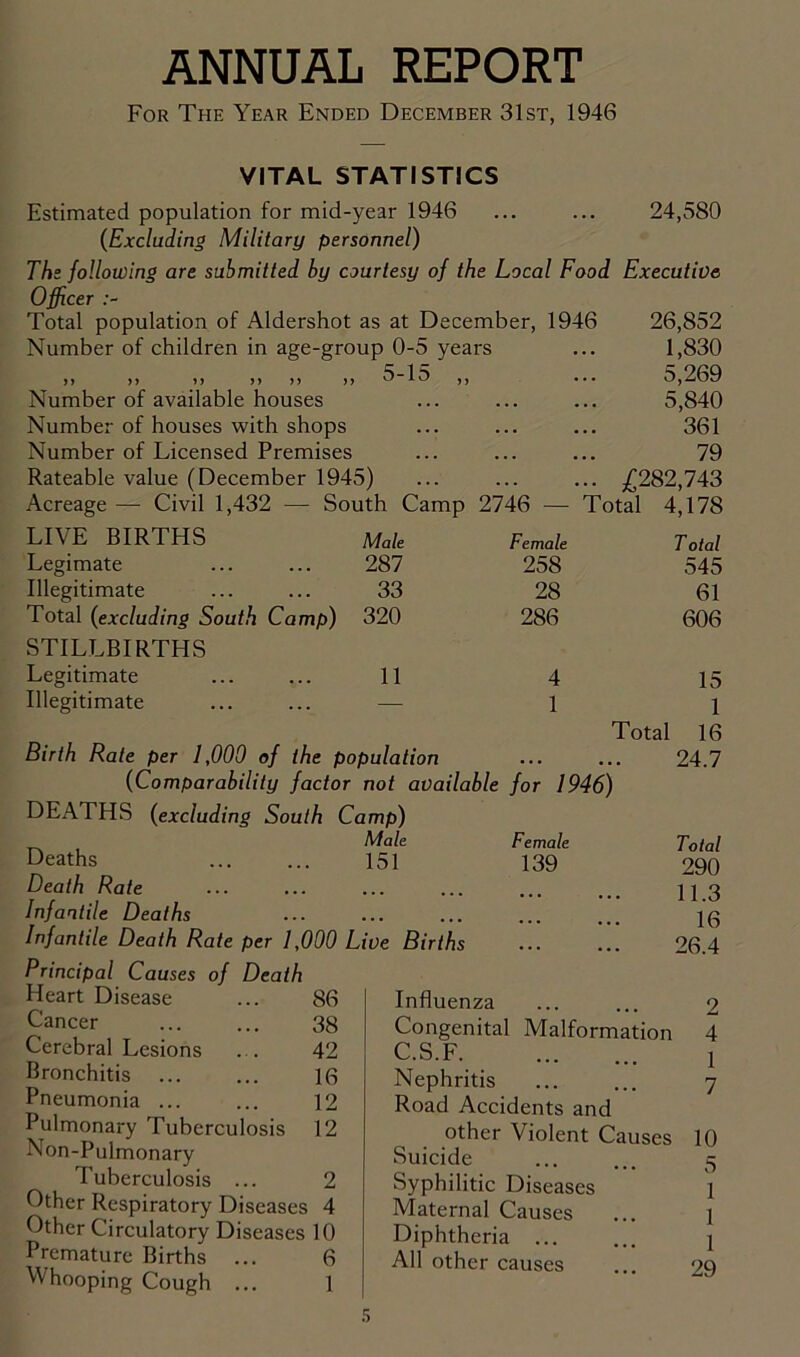 ANNUAL REPORT
For The Year Ended December 31st, 1946
VITAL STATISTICS
Estimated population for mid-year 1946 ... ... 24,580
(Excluding Military personnel)
The following are submitted by courtesy of the Local Food Executive
Officer :-
Total population of Aldershot as at December, 1946 26,852
Number of children in age-group 0-5 years ... 1,830
„ „ „ „ „ „ 5-15 „ ... 5,269
Number of available houses ... ... ... 5,840
Number of houses with shops ... ... ... 361
Number of Licensed Premises ... ... ... 79
Rateable value (December 1945) ... ... ... £282,743
Acreage — Civil 1,432 — South Camp 2746 — Total 4,178
LIVE BIRTHS Male Female Total
Legimate ... ... 287 258 545
Illegitimate ... ... 33 28 61
Total (excluding South Camp) 320 286 606
STILLBIRTHS
Legitimate ... ... 11 4 15
Illegitimate ... ... — 1 1
Total 16
Birth Rate per 1,000 of the population ... ... 24.7
(Comparability factor not available for 1946)
DEATHS (excluding South Camp)
Male Female Total
Deaths ... ... 151 139 290
Death Rate ... ... ... ... ... ... 11.3
Infantile Deaths ... ... ... ... ... 16
Infantile Death Rate per 1,000 Live Births ... ... 26.4
Principal Causes of Death
Heart Disease ... 86
Cancer ... ... 38
Cerebral Lesions ... 42
Bronchitis ... ... 16
Pneumonia ... ... 12
Pulmonary Tuberculosis 12
Non-Pulmonary
Tuberculosis ... 2
Other Respiratory Diseases 4
Other Circulatory Diseases 10
Premature Births ... 6
Whooping Cough ... 1
Influenza ... ... 2
Congenital Malformation 4
C.S.F. ... ... 1
Nephritis ... ... 7
Road Accidents and
other Violent Causes 10
Suicide ... ... 5
Syphilitic Diseases 1
Maternal Causes ... 1
Diphtheria ... ... 1
All other causes ... 29
5